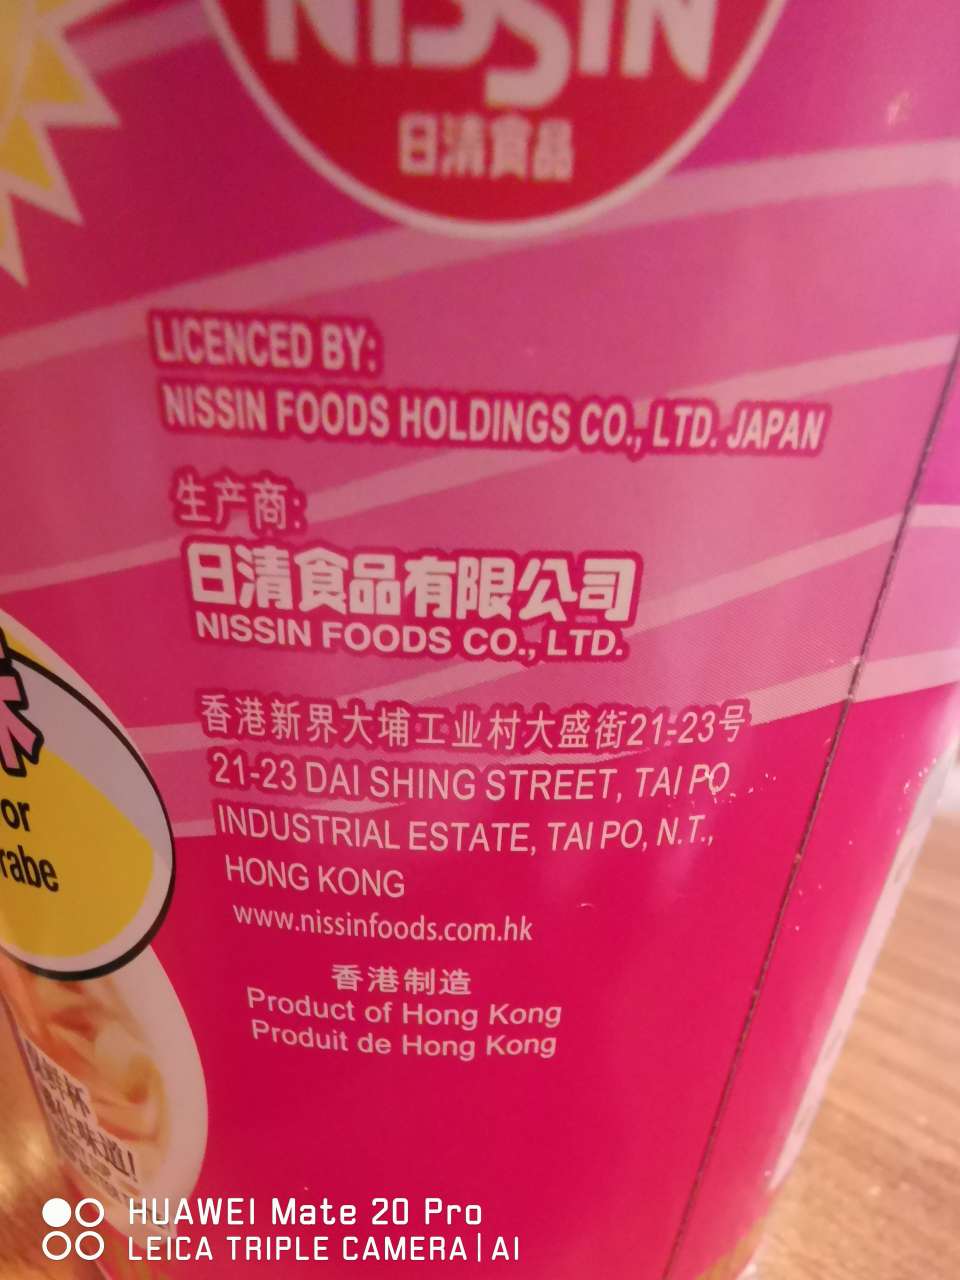 NISSIN
日清食品
LICENCED BY:
NISSIN FOODS HOLDINGS CO., LTD. JAPAN
生产商:
日清食品有限公司
NISSIN FOODS CO., LTD.
香港新界大埔工业村大盛街21-23号
21-23 DAI SHING STREET, TAI PO
INDUSTRIAL ESTATE, TAI PO, N.T.,
HONG KONG
www.nissinfoods.com.hk
香港制造
Product of Hong Kong
Produit de Hong Kong
or
rabe
味道!
HUAWEI Mate 20 Pro
LEICA TRIPLE CAMERA | AI